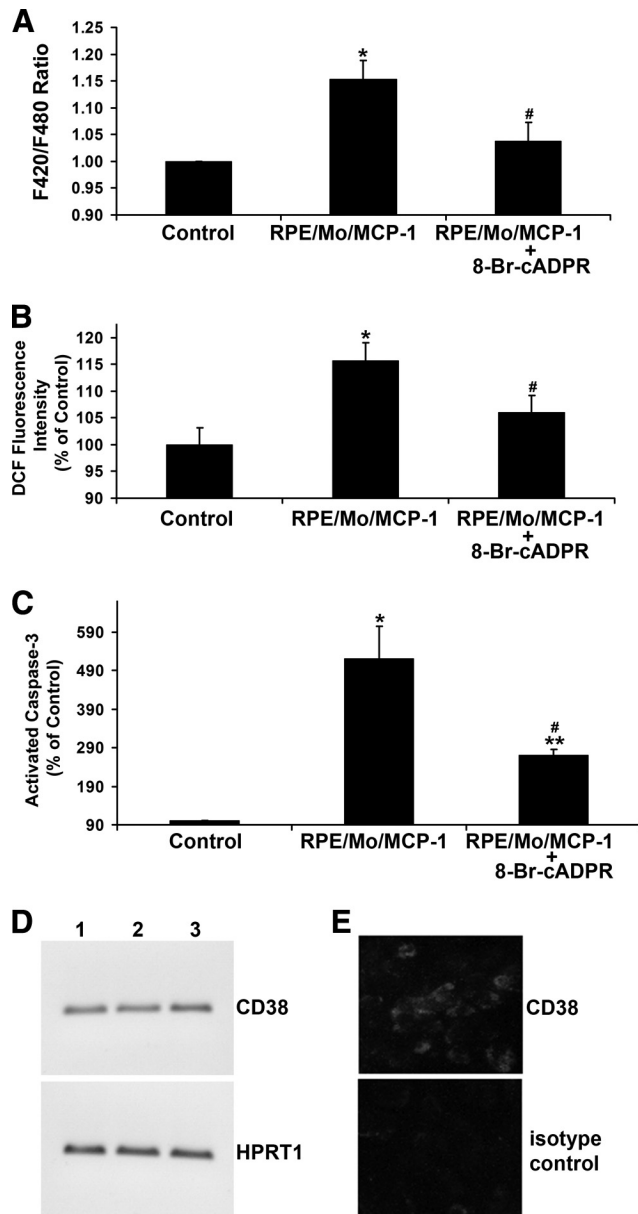 A
F420/F480 Ratio
1.25
1.20
1.15
1.10
1.05
1.00
0.95
0.90
*
#
Control
RPE/Mo/MCP-1
RPE/Mo/MCP-1
+
8-Br-cADPR
B
DCF Fluorescence
Intensity
(% of Control)
120
115
110
105
100
95
90
*
#
Control
RPE/Mo/MCP-1
RPE/Mo/MCP-1
+
8-Br-cADPR
C
Activated Caspase-3
(% of Control)
590
490
390
290
190
90
*
#
**
Control
RPE/Mo/MCP-1
RPE/Mo/MCP-1
+
8-Br-cADPR
D
1 2 3
CD38
HPRT1
E
CD38
isotype
control